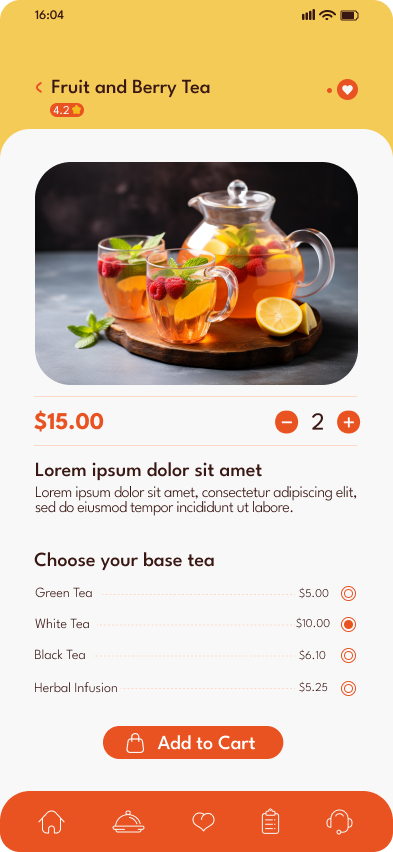 16:04
Fruit and Berry Tea
4.2
$15.00
2
Lorem ipsum dolor sit amet
Lorem ipsum dolor sit amet, consectetur adipiscing elit,
sed do eiusmod tempor incididunt ut labore.
Choose your base tea
Green Tea $5.00
White Tea $10.00
Black Tea $6.10
Herbal Infusion $5.25
Add to Cart